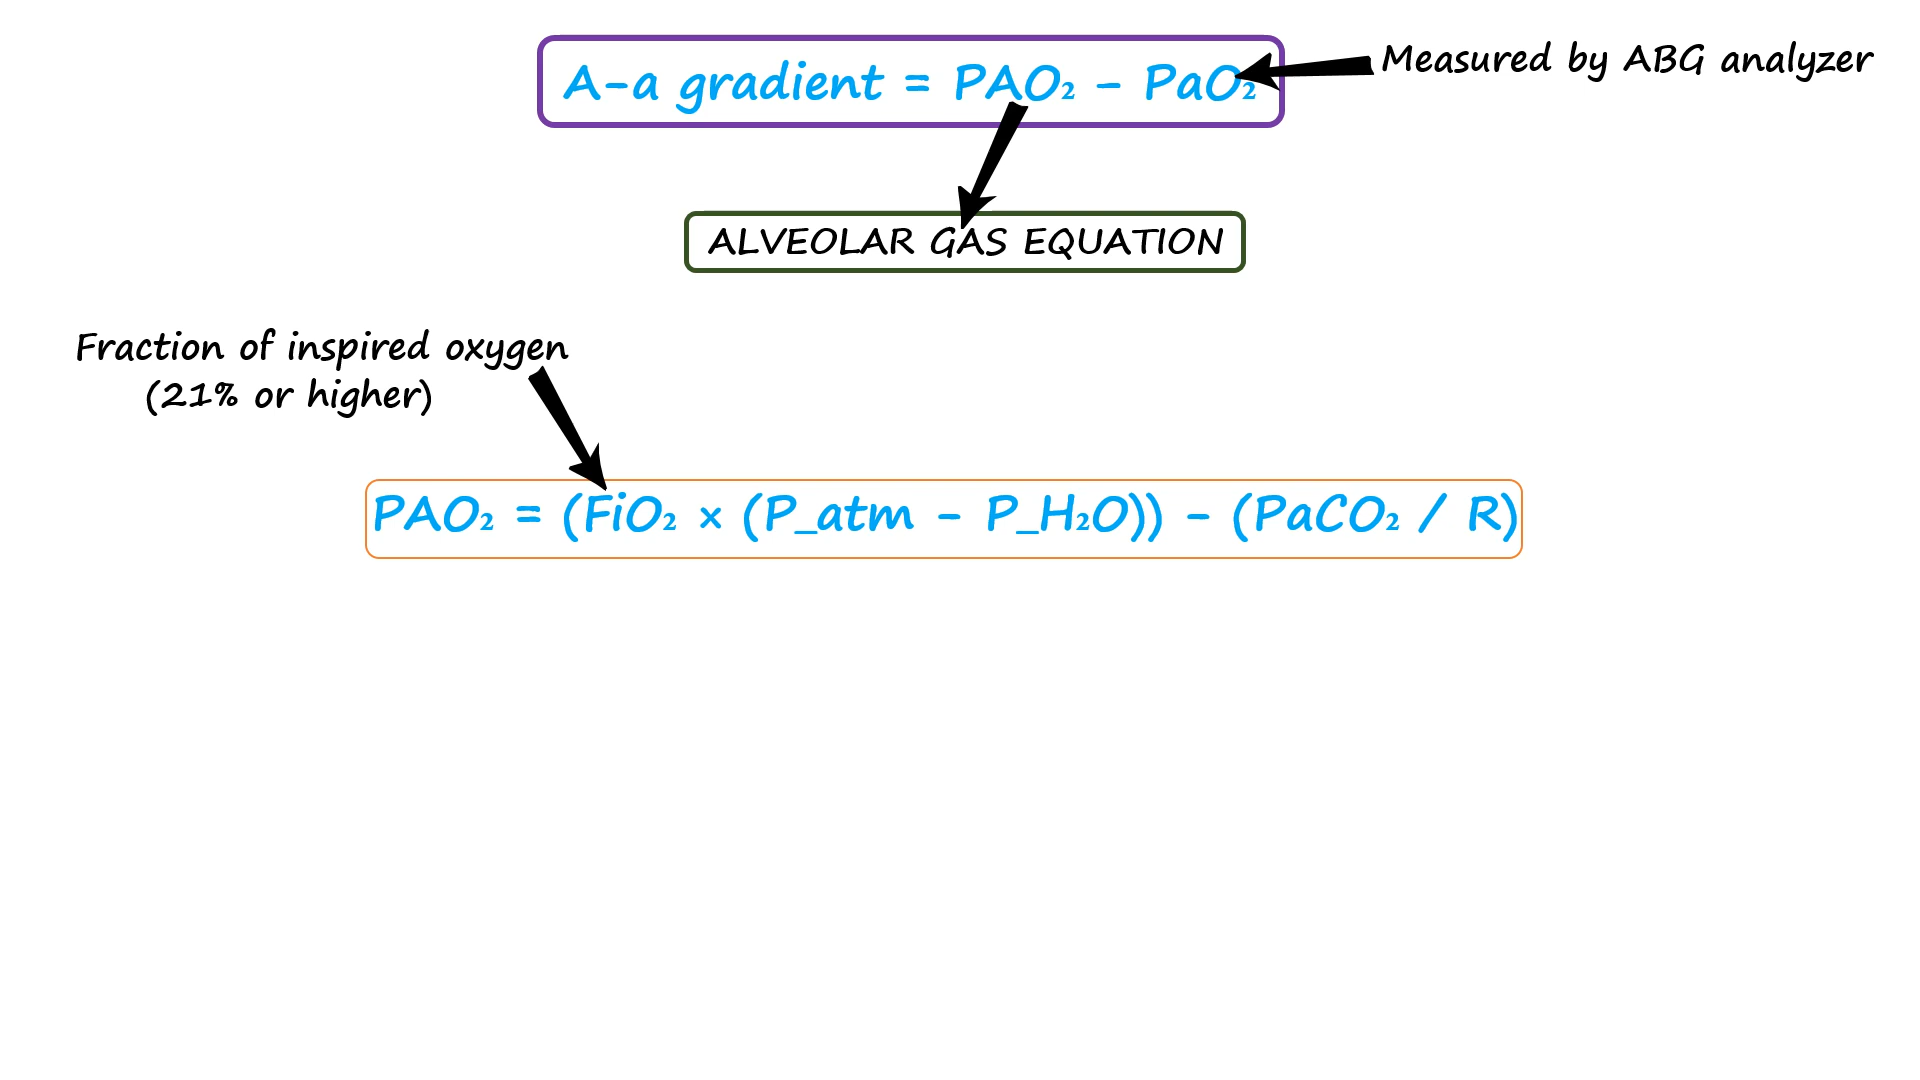 A-a gradient = PAO₂ – PaO₂
Measured by ABG analyzer
ALVEOLAR GAS EQUATION
Fraction of inspired oxygen
(21% or higher)
PAO₂ = (FiO₂ × (P_atm - P_H₂O)) - (PaCO₂ / R)